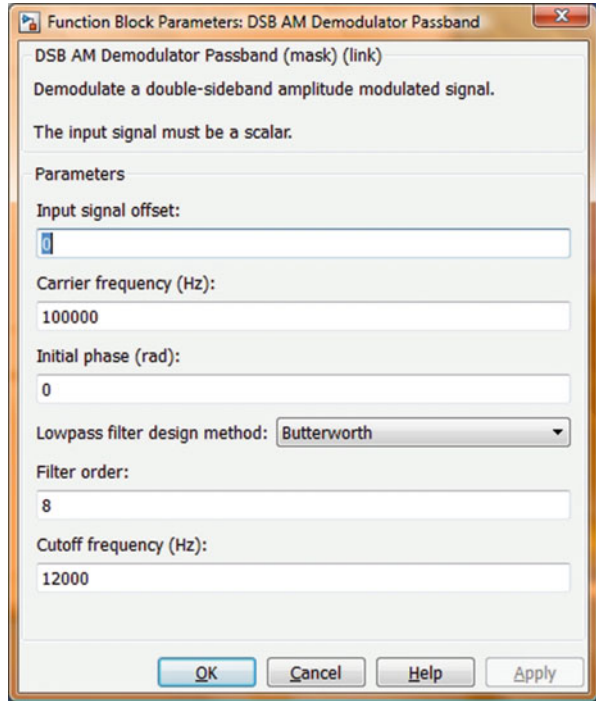 Function Block Parameters: DSB AM Demodulator Passband
DSB AM Demodulator Passband (mask) (link)
Demodulate a double-sideband amplitude modulated signal.
The input signal must be a scalar.
Parameters
Input signal offset:
0
Carrier frequency (Hz):
100000
Initial phase (rad):
0
Lowpass filter design method: Butterworth
Filter order:
8
Cutoff frequency (Hz):
12000
OK Cancel Help Apply